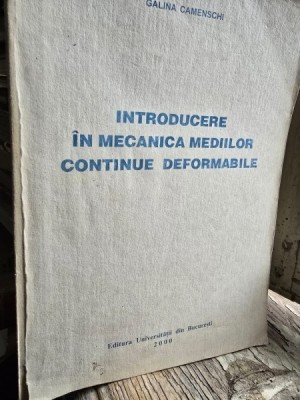 GALINA CAMENSCHI
INTRODUCERE
ÎN MECANICA MEDIILOR
CONTINUE DEFORMABILE
Editura Universității din București
2000